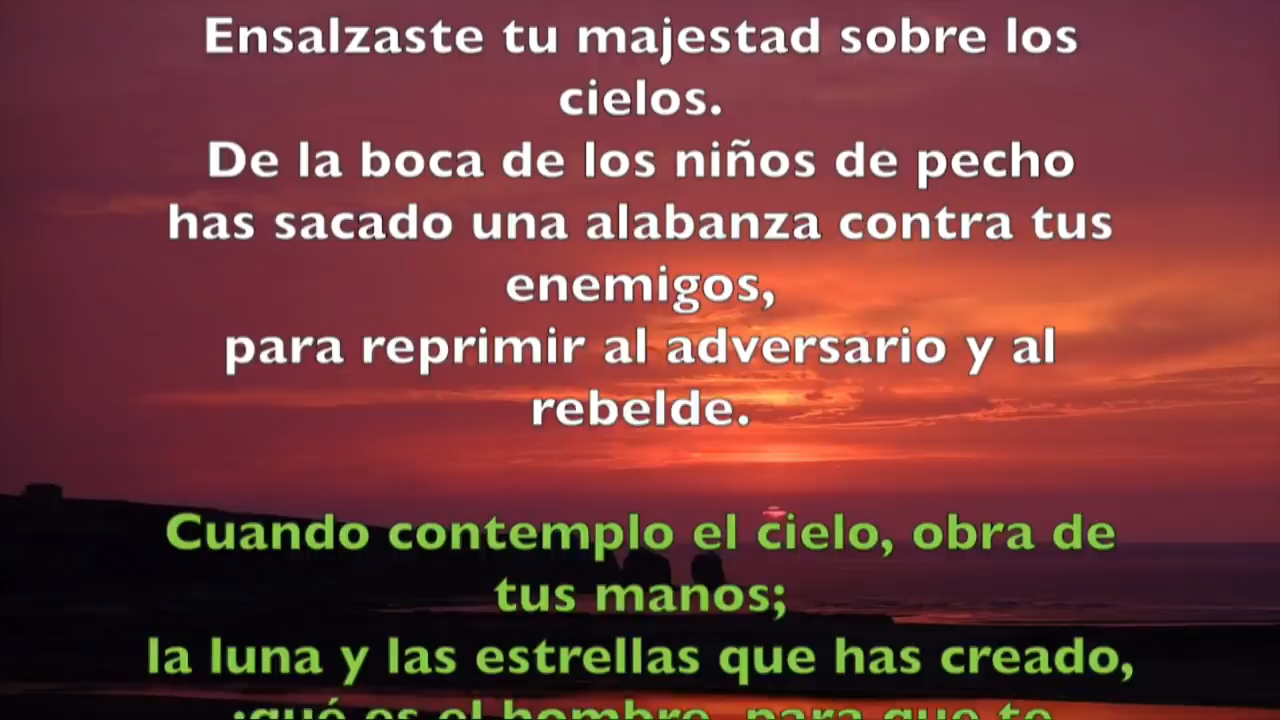 Ensalzaste tu majestad sobre los
cielos.
De la boca de los niños de pecho
has sacado una alabanza contra tus
enemigos,
para reprimir al adversario y al
rebelde.
Cuando contemplo el cielo, obra de
tus manos;
la luna y las estrellas que has creado,
¿qué es el hombre, para que te